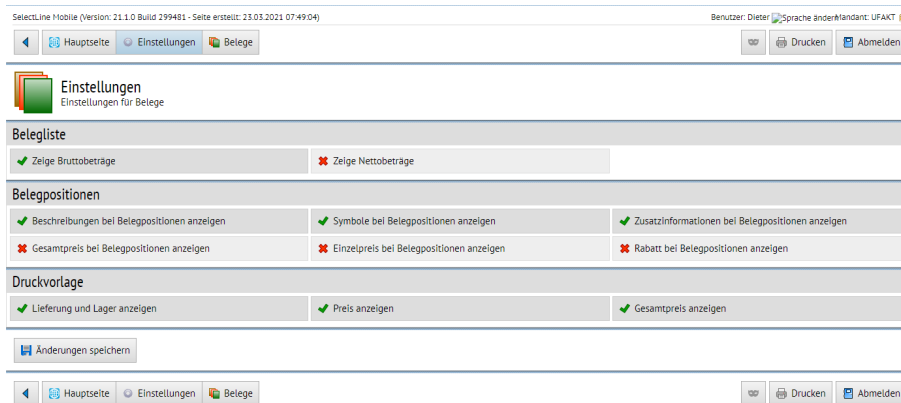 SelectLine Mobile (Version: 21.1.0 Build 299481 - Seite erstellt: 23.03.2021 07:49:04) Benutzer: Dieter Sprache ändern Mandant: UFAKT
Hauptseite Einstellungen Belege Drucken Abmelden
Einstellungen
Einstellungen für Belege
Belegliste
Zeige Bruttobeträge Zeige Nettobeträge
Belegpositionen
Beschreibungen bei Belegpositionen anzeigen Symbole bei Belegpositionen anzeigen Zusatzinformationen bei Belegpositionen anzeigen
Gesamtpreis bei Belegpositionen anzeigen Einzelpreis bei Belegpositionen anzeigen Rabatt bei Belegpositionen anzeigen
Druckvorlage
Lieferung und Lager anzeigen Preis anzeigen Gesamtpreis anzeigen
Änderungen speichern
Hauptseite Einstellungen Belege Drucken Abmelden